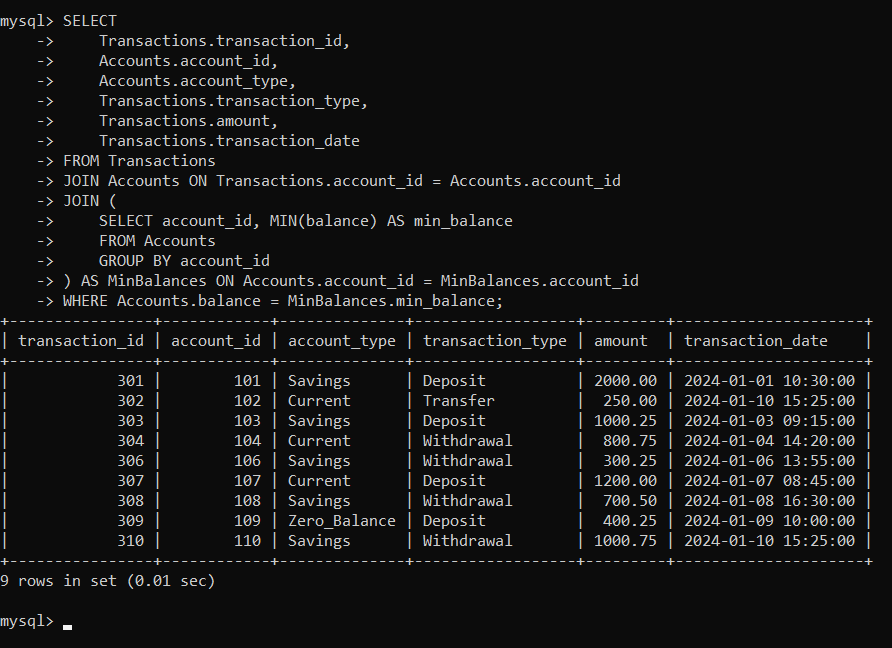 mysql> SELECT
    ->     Transactions.transaction_id,
    ->     Accounts.account_id,
    ->     Accounts.account_type,
    ->     Transactions.transaction_type,
    ->     Transactions.amount,
    ->     Transactions.transaction_date
    -> FROM Transactions
    -> JOIN Accounts ON Transactions.account_id = Accounts.account_id
    -> JOIN (
    ->     SELECT account_id, MIN(balance) AS min_balance
    ->     FROM Accounts
    ->     GROUP BY account_id
    -> ) AS MinBalances ON Accounts.account_id = MinBalances.account_id
    -> WHERE Accounts.balance = MinBalances.min_balance;
+----------------+------------+--------------+------------------+---------+---------------------+
| transaction_id | account_id | account_type | transaction_type | amount  | transaction_date    |
+----------------+------------+--------------+------------------+---------+---------------------+
|            301 |        101 | Savings      | Deposit          | 2000.00 | 2024-01-01 10:30:00 |
|            302 |        102 | Current      | Transfer         |  250.00 | 2024-01-10 15:25:00 |
|            303 |        103 | Savings      | Deposit          | 1000.25 | 2024-01-03 09:15:00 |
|            304 |        104 | Current      | Withdrawal       |  800.75 | 2024-01-04 14:20:00 |
|            306 |        106 | Savings      | Withdrawal       |  300.25 | 2024-01-06 13:55:00 |
|            307 |        107 | Current      | Deposit          | 1200.00 | 2024-01-07 08:45:00 |
|            308 |        108 | Savings      | Withdrawal       |  700.50 | 2024-01-08 16:30:00 |
|            309 |        109 | Zero_Balance | Deposit          |  400.25 | 2024-01-09 10:00:00 |
|            310 |        110 | Savings      | Withdrawal       | 1000.75 | 2024-01-10 15:25:00 |
+----------------+------------+--------------+------------------+---------+---------------------+
9 rows in set (0.01 sec)
mysql>